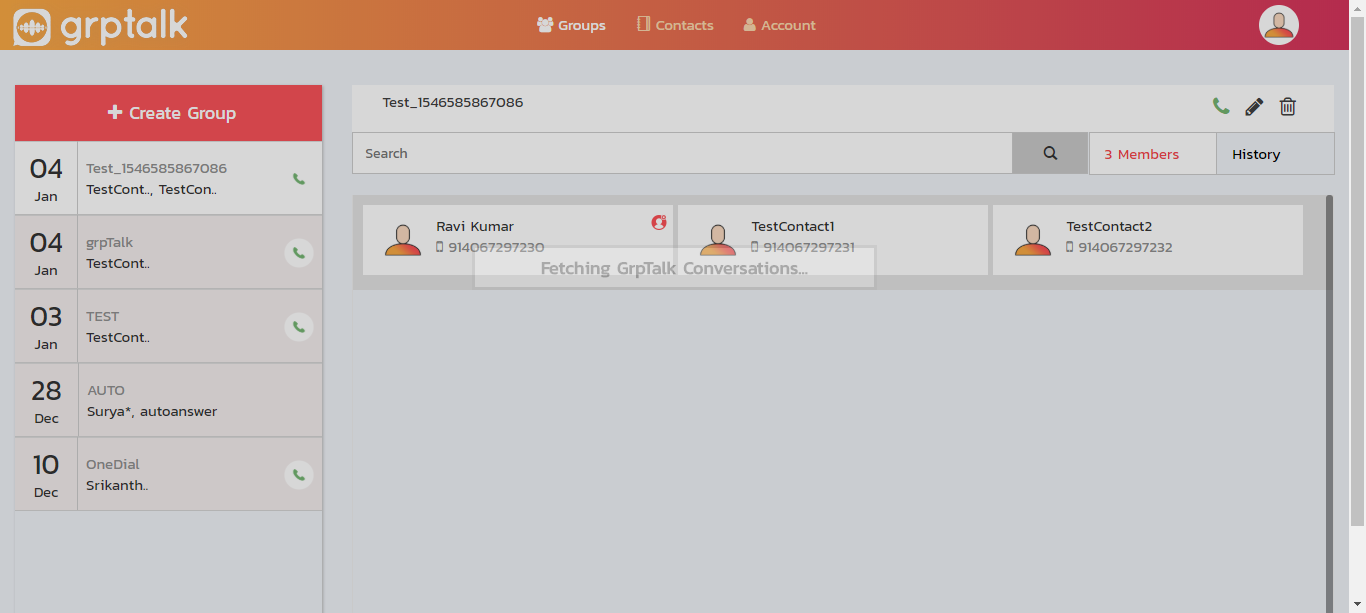 grptalk
Groups
Contacts
Account
Create Group
04
Jan
Test_1546585867086
TestCont.., TestCon..
04
Jan
grpTalk
TestCont..
03
Jan
TEST
TestCont..
28
Dec
AUTO
Surya*, autoanswer
10
Dec
OneDial
Srikanth..
Test_1546585867086
Search
3 Members
History
Ravi Kumar
914067297230
TestContact1
914067297231
TestContact2
914067297232
Fetching GrpTalk Conversations...